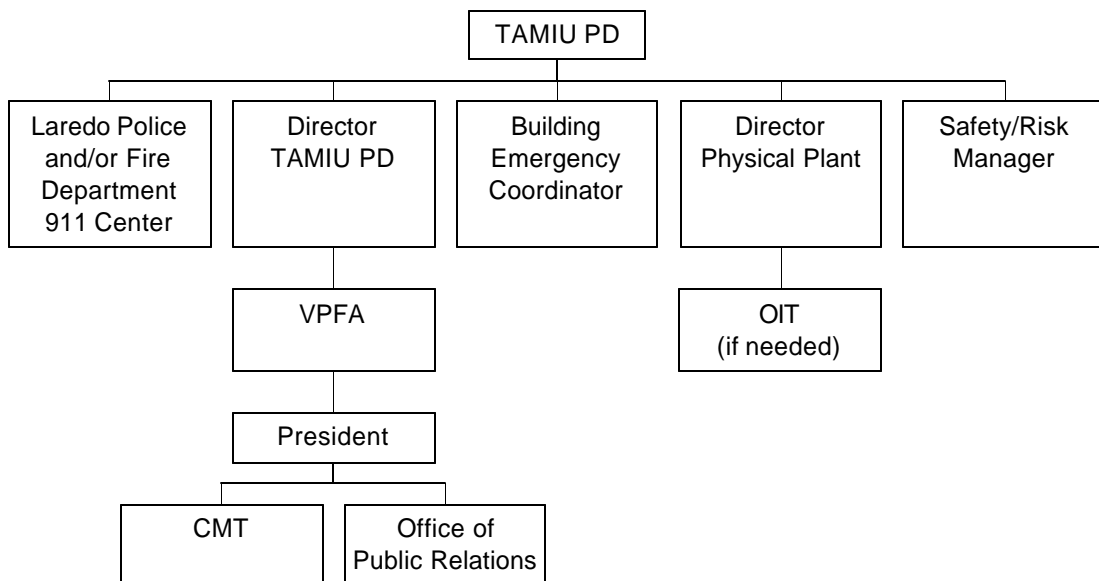 TAMIU PD
Laredo Police
and/or Fire
Department
911 Center
Director
TAMIU PD
Building
Emergency
Coordinator
Director
Physical Plant
Safety/Risk
Manager
VPFA
OIT
(if needed)
President
CMT
Office of
Public Relations